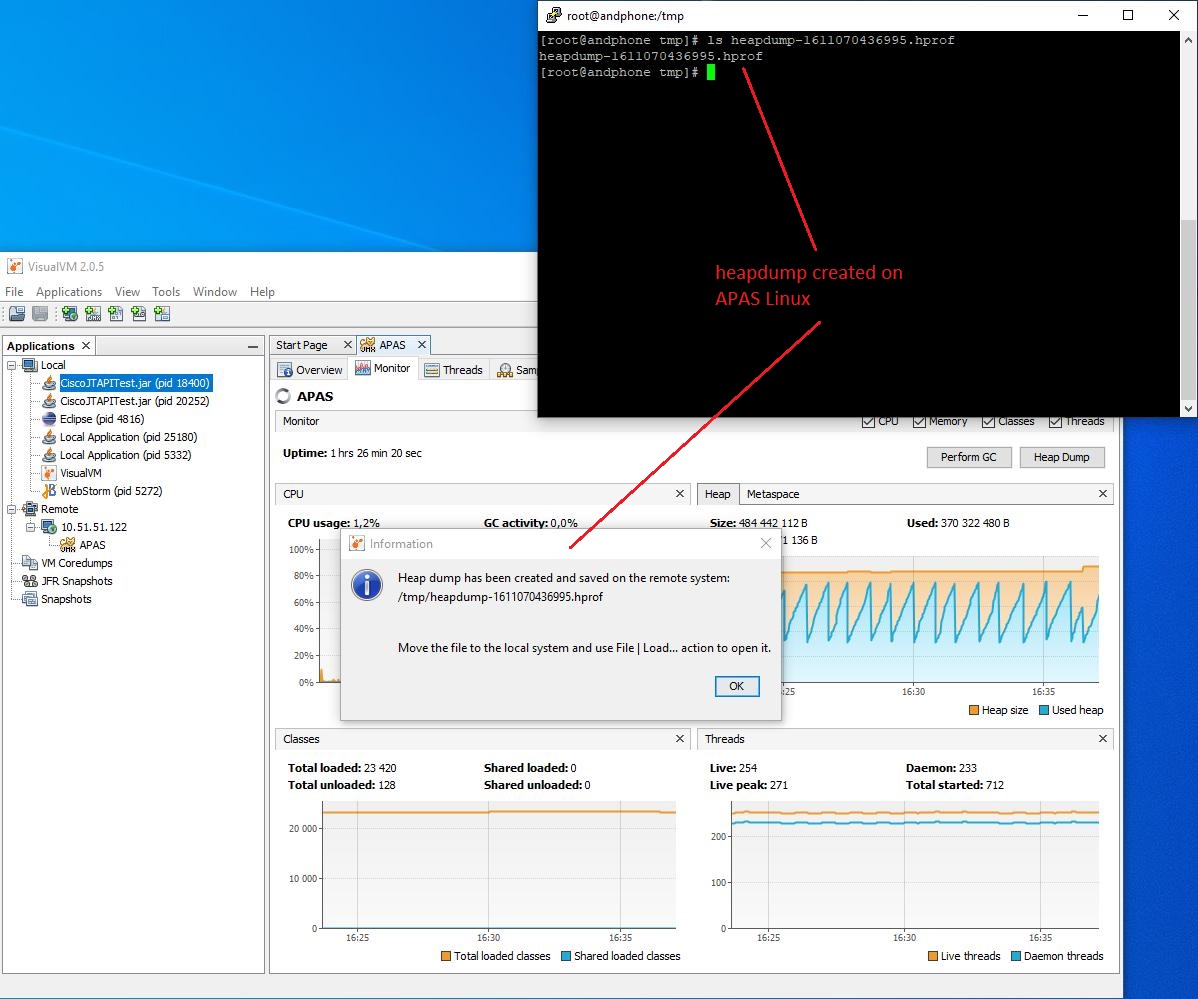 root@andphone:/tmp
[root@andphone tmp]# ls heapdump-1611070436995.hprof
heapdump-1611070436995.hprof
[root@andphone tmp]#
heapdump created on
APAS Linux
VisualVM 2.0.5
File Applications View Tools Window Help
Applications
Local
CiscoJTAPITest.jar (pid 18400)
CiscoJTAPITest.jar (pid 20252)
Eclipse (pid 4816)
Local Application (pid 25180)
Local Application (pid 5332)
VisualVM
WebStorm (pid 5272)
Remote
10.51.51.122
APAS
VM Coredumps
JFR Snapshots
Snapshots
Start Page APAS
Overview Monitor Threads Sam
APAS
Monitor CPU Memory Classes Threads
Uptime: 1 hrs 26 min 20 sec Perform GC Heap Dump
CPU
CPU usage: 1,2% GC activity: 0,0%
100%
80%
60%
40%
20%
0%
Heap Metaspace
Size: 484 442 112 B Used: 370 322 480 B
1 136 B
:25 16:30 16:35
Heap size Used heap
Information
Heap dump has been created and saved on the remote system:
/tmp/heapdump-1611070436995.hprof
Move the file to the local system and use File | Load... action to open it.
OK
Classes
Total loaded: 23 420 Shared loaded: 0
Total unloaded: 128 Shared unloaded: 0
20 000
10 000
0
16:25 16:30 16:35
Total loaded classes Shared loaded classes
Threads
Live: 254 Daemon: 233
Live peak: 271 Total started: 712
200
100
0
16:25 16:30 16:35
Live threads Daemon threads